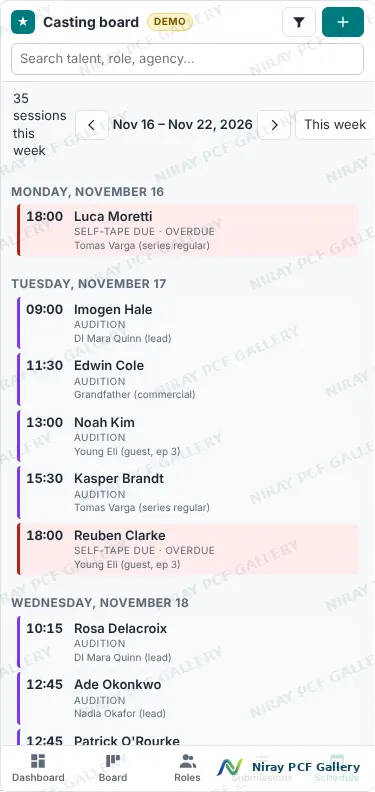 Casting board DEMO
Search talent, role, agency...
35
sessions
this
week
Nov 16 – Nov 22, 2026
This week
MONDAY, NOVEMBER 16
18:00 Luca Moretti
SELF-TAPE DUE · OVERDUE
Tomas Varga (series regular)
TUESDAY, NOVEMBER 17
09:00 Imogen Hale
AUDITION
DI Mara Quinn (lead)
11:30 Edwin Cole
AUDITION
Grandfather (commercial)
13:00 Noah Kim
AUDITION
Young Eli (guest, ep 3)
15:30 Kasper Brandt
AUDITION
Tomas Varga (series regular)
18:00 Reuben Clarke
SELF-TAPE DUE · OVERDUE
Young Eli (guest, ep 3)
WEDNESDAY, NOVEMBER 18
10:15 Rosa Delacroix
AUDITION
DI Mara Quinn (lead)
12:45 Ade Okonkwo
AUDITION
Nadia Okafor (lead)
12:45 Patrick O'Rourke
Dashboard Board Roles Submissions Schedule
Niray PCF Gallery
NIRAY PCF GALLERY